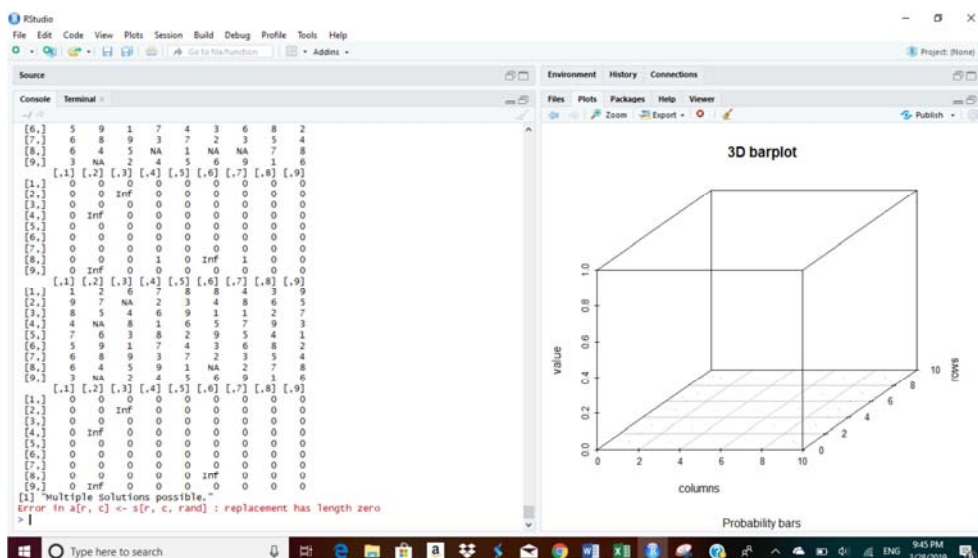 RStudio
File Edit Code View Plots Session Build Debug Profile Tools Help
Go to file/function Addins
Project: (None)
Source
Console Terminal
[6,] 5 9 1 7 4 3 6 8 2
[7,] 6 8 9 3 7 2 3 5 4
[8,] 6 4 5 NA 1 NA NA 7 8
[9,] 3 NA 2 4 5 6 9 1 6
[,1] [,2] [,3] [,4] [,5] [,6] [,7] [,8] [,9]
[1,] 0 0 0 0 0 0 0 0 0
[2,] 0 0 Inf 0 0 0 0 0 0
[3,] 0 0 0 0 0 0 0 0 0
[4,] 0 Inf 0 0 0 0 0 0 0
[5,] 0 0 0 0 0 0 0 0 0
[6,] 0 0 0 0 0 0 0 0 0
[7,] 0 0 0 0 0 0 0 0 0
[8,] 0 0 0 1 0 Inf 1 0 0
[9,] 0 Inf 0 0 0 0 0 0 0
[,1] [,2] [,3] [,4] [,5] [,6] [,7] [,8] [,9]
[1,] 1 2 6 7 8 8 4 3 9
[2,] 9 7 NA 2 3 4 8 6 5
[3,] 8 5 4 6 9 1 1 2 7
[4,] 4 NA 8 1 6 5 7 9 3
[5,] 7 6 3 8 2 9 5 4 1
[6,] 5 9 1 7 4 3 6 8 2
[7,] 6 8 9 3 7 2 3 5 4
[8,] 6 4 5 9 1 NA 2 7 8
[9,] 3 NA 2 4 5 6 9 1 6
[,1] [,2] [,3] [,4] [,5] [,6] [,7] [,8] [,9]
[1,] 0 0 0 0 0 0 0 0 0
[2,] 0 0 Inf 0 0 0 0 0 0
[3,] 0 0 0 0 0 0 0 0 0
[4,] 0 Inf 0 0 0 0 0 0 0
[5,] 0 0 0 0 0 0 0 0 0
[6,] 0 0 0 0 0 0 0 0 0
[7,] 0 0 0 0 0 0 0 0 0
[8,] 0 0 0 0 0 Inf 0 0 0
[9,] 0 Inf 0 0 0 0 0 0 0
[1] "Multiple Solutions possible."
Error in a[r, c] <- s[r, c, rand] : replacement has length zero
>
Environment History Connections
Files Plots Packages Help Viewer
Zoom Export Publish
3D barplot
value
0.0 0.2 0.4 0.6 0.8 1.0
0 2 4 6 8 10
columns
0 2 4 6 8 10
rows
Probability bars
Type here to search
ENG
9:45 PM